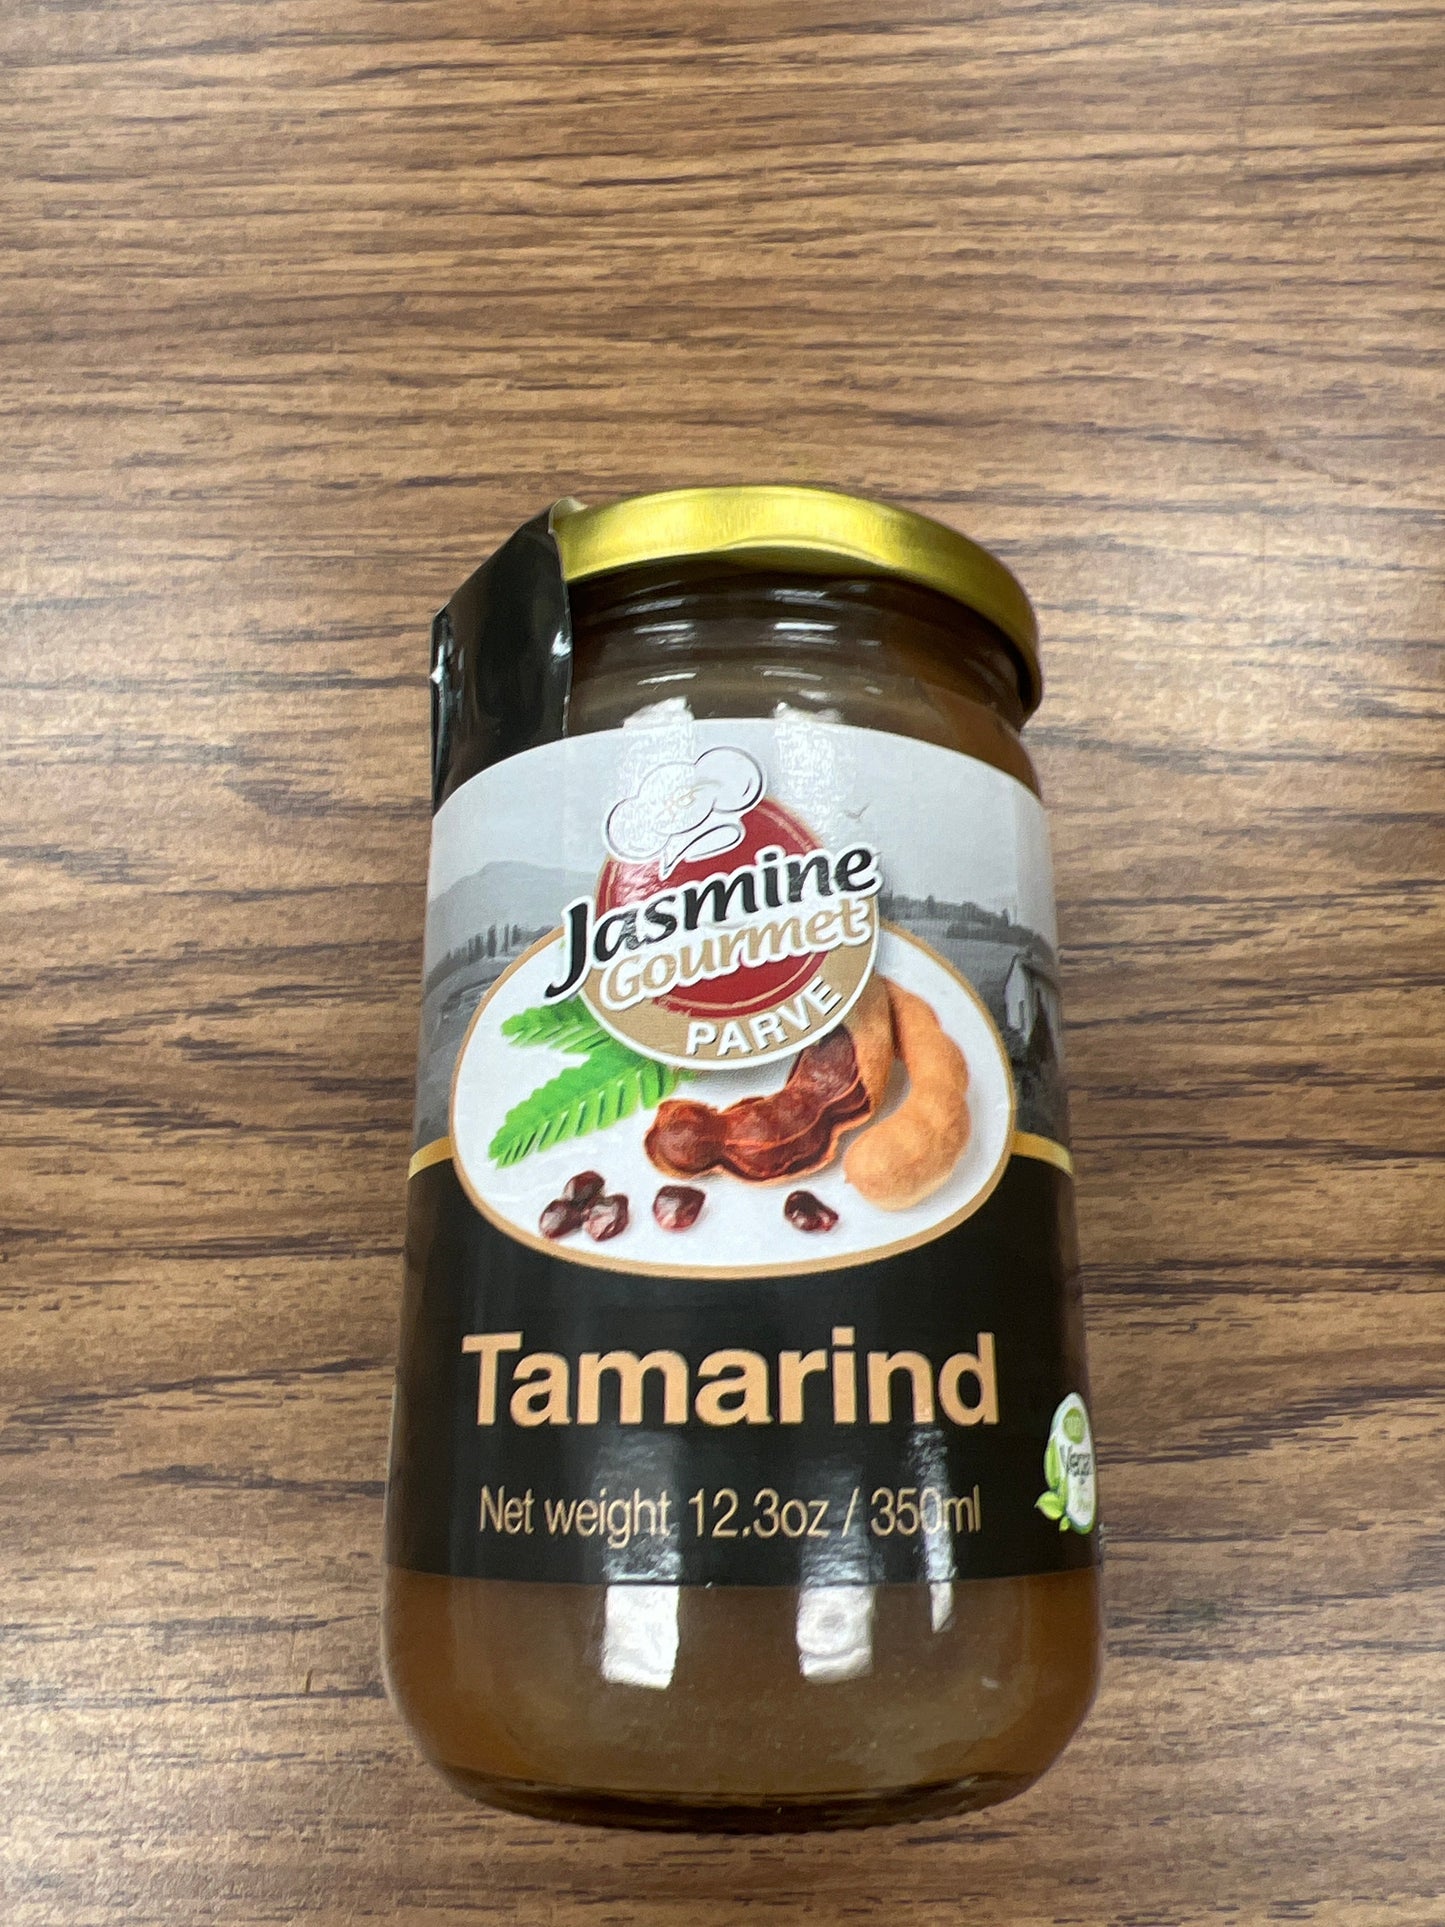 Jasmine
Gourmet
PARVE
Tamarind
Net weight 12.3oz / 350ml